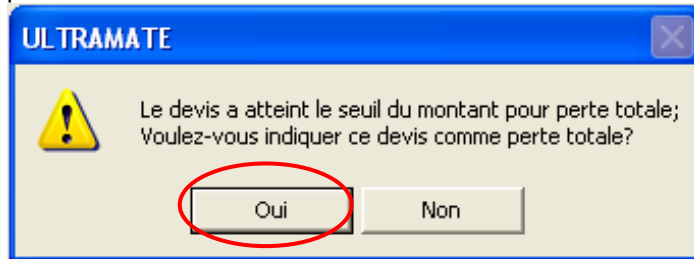 ULTRAMATE
Le devis a atteint le seuil du montant pour perte totale;
Voulez-vous indiquer ce devis comme perte totale?
Oui Non